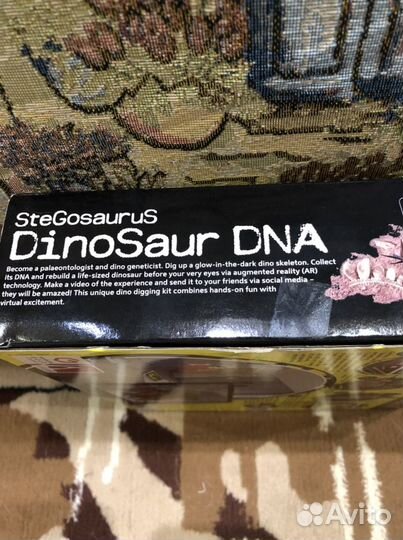 SteGosauruS
DinoSaur DNA
Become a palaeontologist and dino geneticist. Dig up a glow-in-the-dark dino skeleton. Collect
its DNA and rebuild a life-sized dinosaur before your very eyes via augmented reality (AR)
technology. Make a video of the experience and send it to your friends via social media –
they will be amazed! This unique dino digging kit combines hands-on fun with
virtual excitement.
Avito